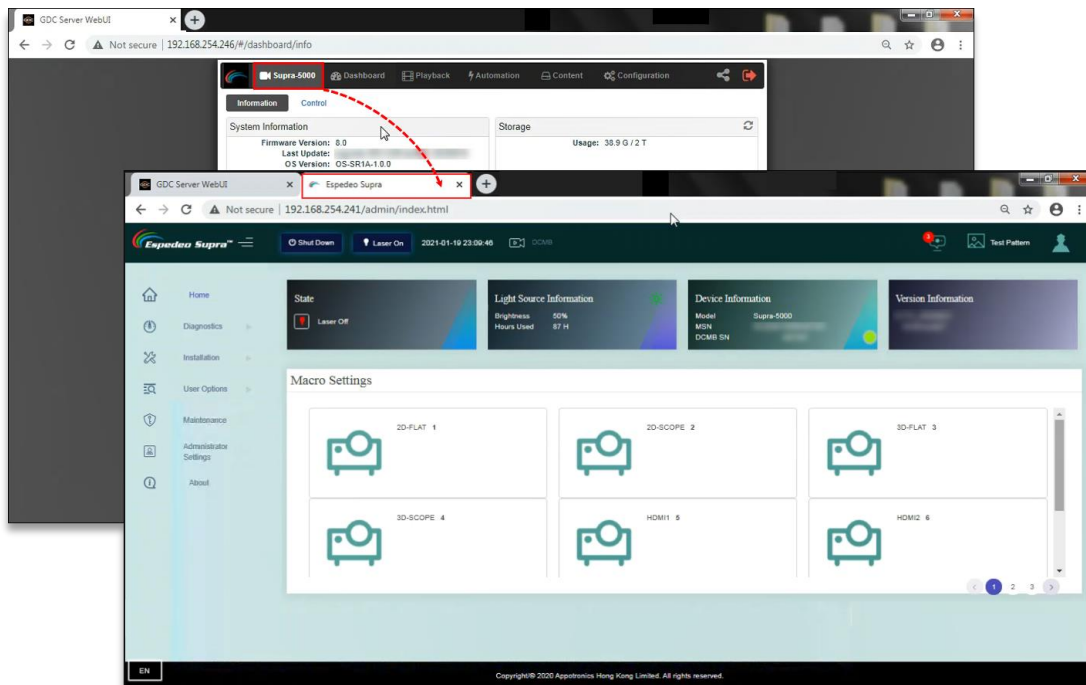 GDC Server WebUI
Not secure | 192.168.254.246/#/dashboard/info
Supra-5000 Dashboard Playback Automation Content Configuration
Information Control
System Information
Firmware Version: 8.0
Last Update:
OS Version: OS-SR1A-1.0.0
Storage
Usage: 38.9 G / 2 T
GDC Server WebUI Espedeo Supra
Not secure | 192.168.254.241/admin/index.html
Espedeo Supra™ Shut Down Laser On 2021-01-19 23:09:46 DCMB 3 Test Pattern
Home
Diagnostics
Installation
User Options
Maintenance
Administrator
Settings
About
State
Laser Off
Light Source Information
Brightness 50%
Hours Used 67 H
Device Information
Model Supra-5000
MSN
DCMB SN
Version Information
Macro Settings
2D-FLAT 1
2D-SCOPE 2
3D-FLAT 3
3D-SCOPE 4
HDMI1 5
HDMI2 6
1 2 3
EN
Copyright© 2020 Appotronics Hong Kong Limited. All rights reserved.